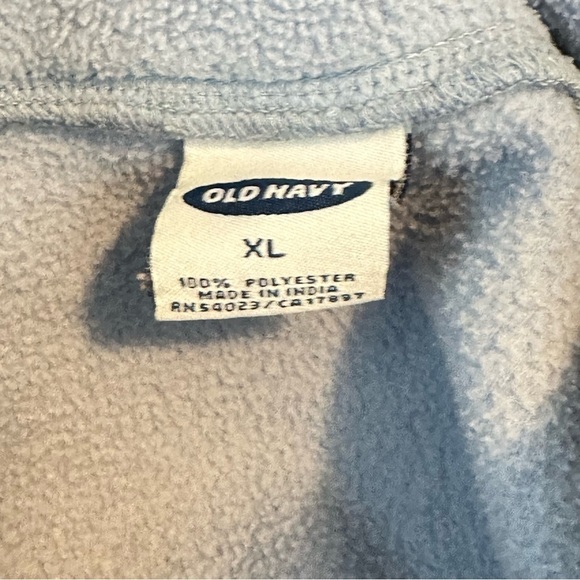 OLD NAVY
XL
100% POLYESTER
MADE IN INDIA
RN54023/CA17897